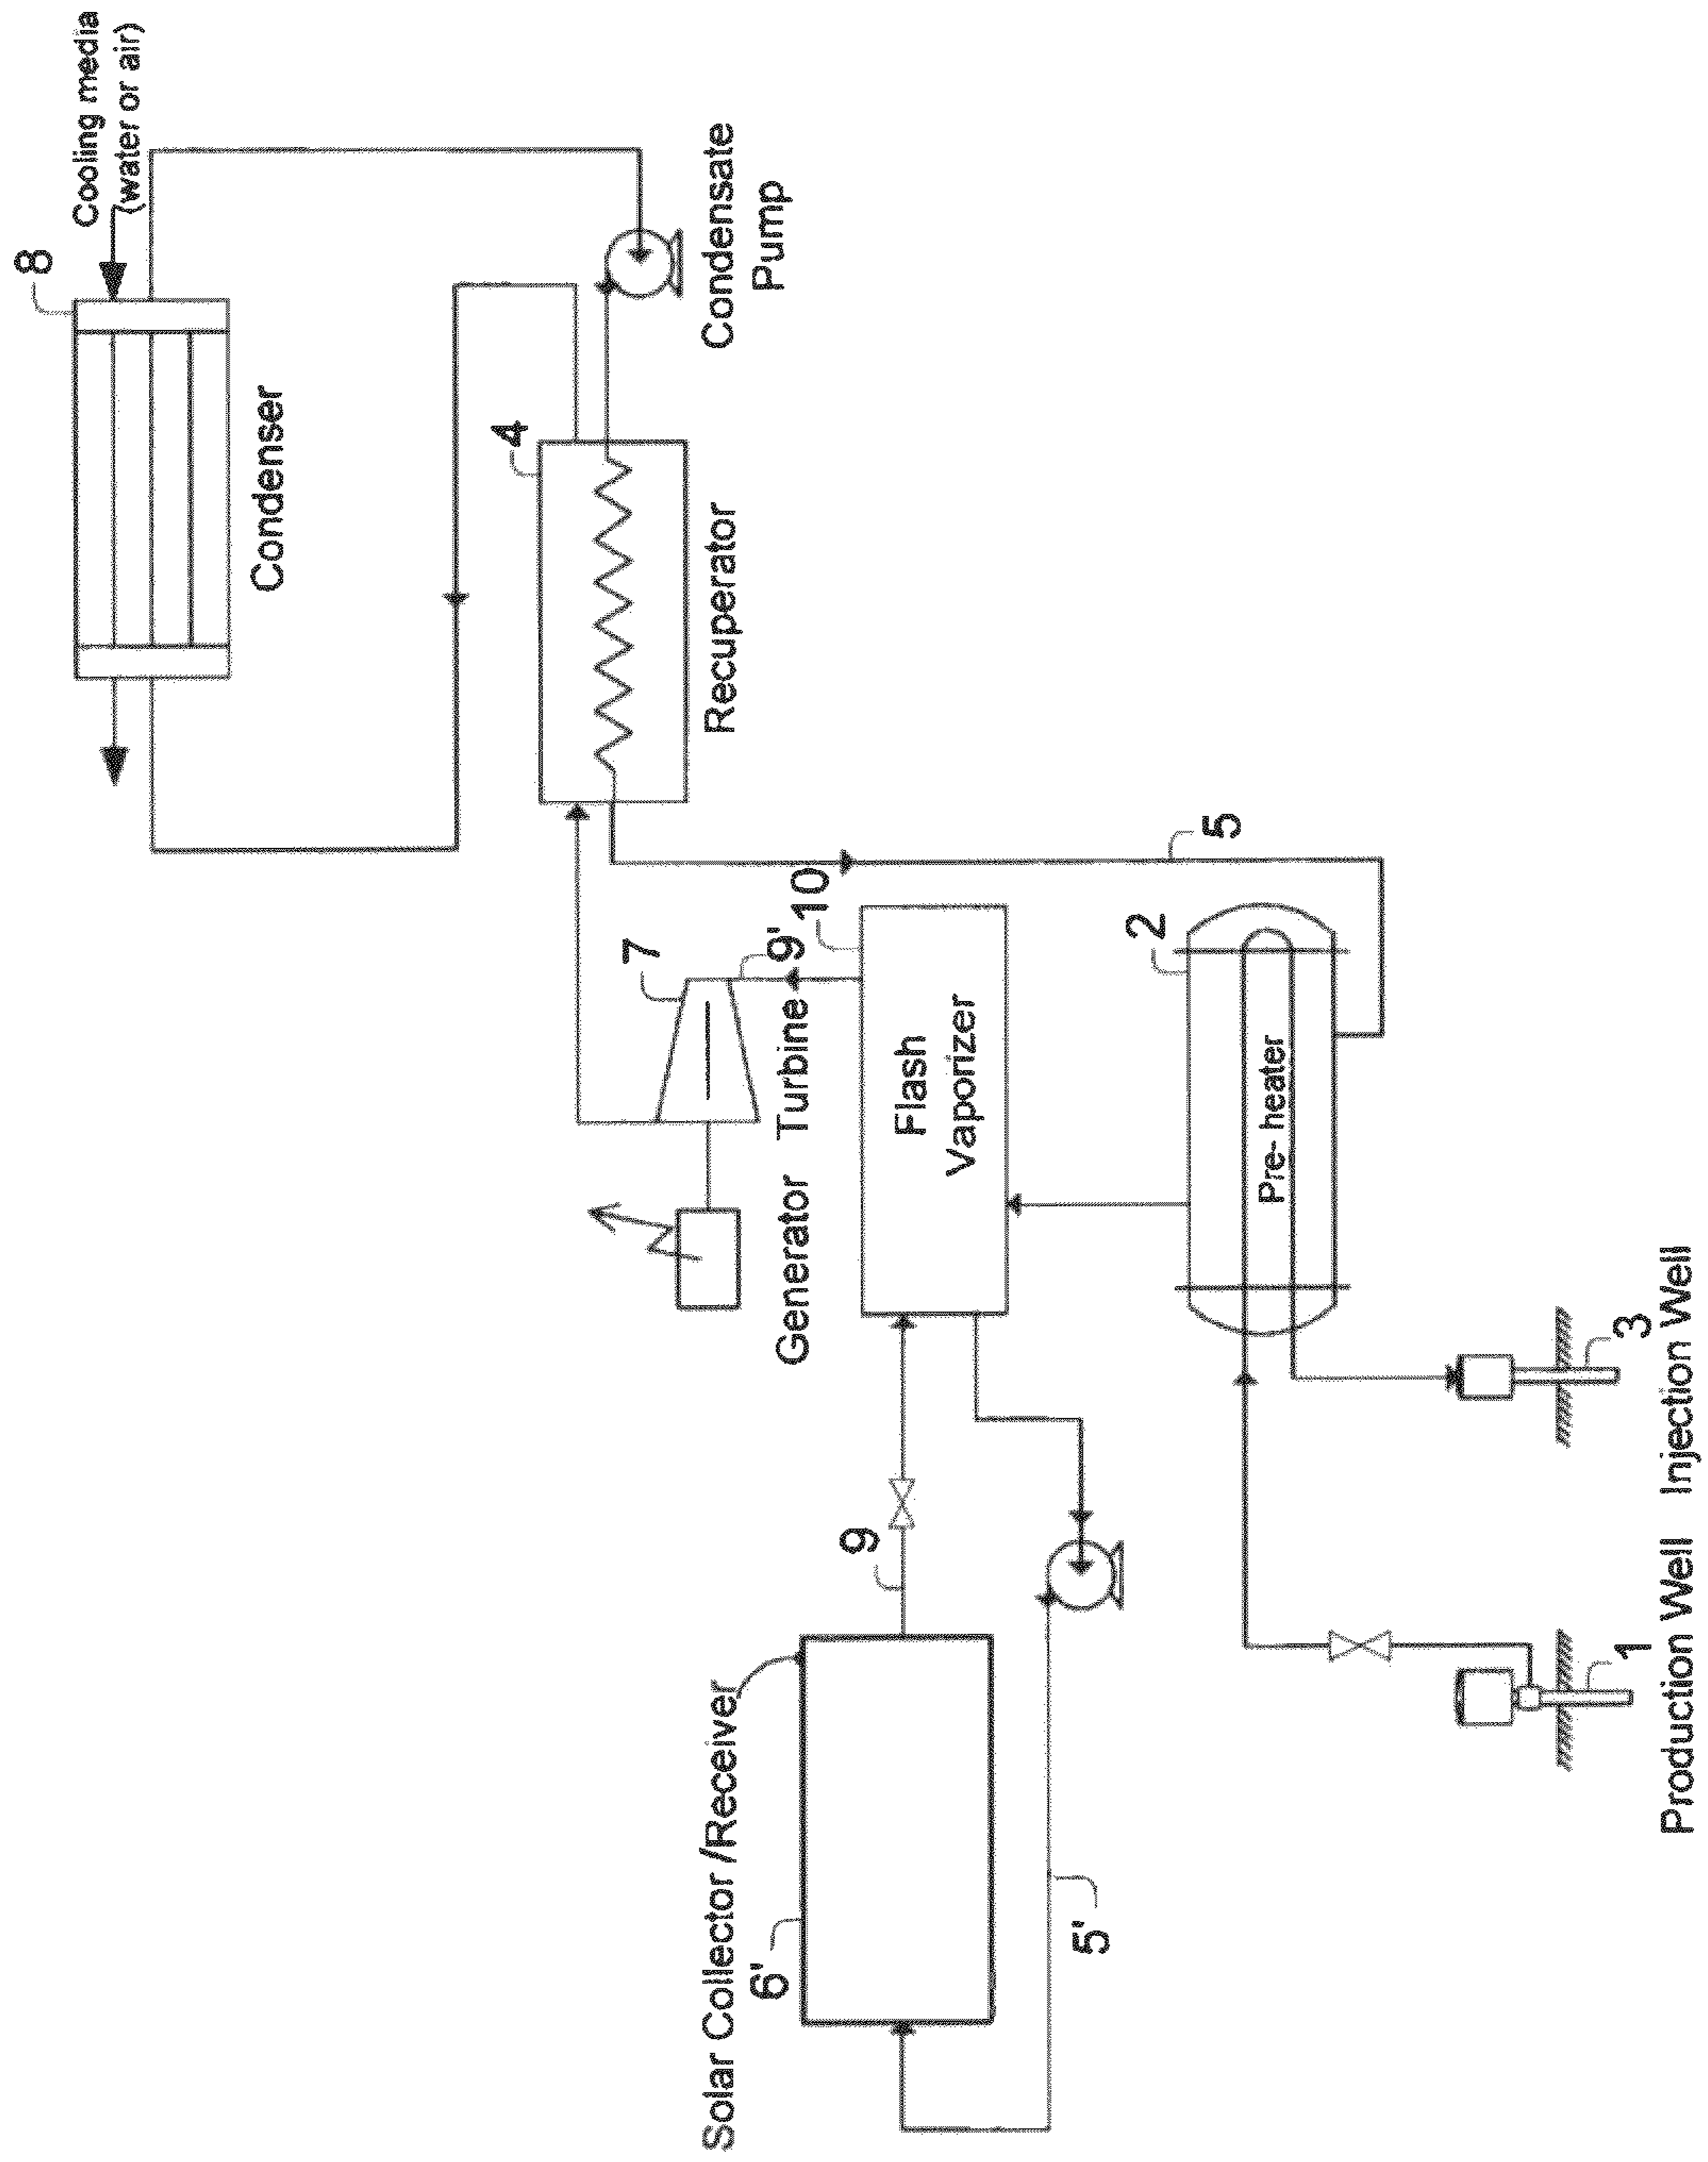 Cooling media
(water or air)
8
Condenser
Condensate
Pump
4
Recuperator
7
9'
10
5
Generator Turbine
Flash
Vaporizer
2
Pre- heater
9
Solar Collector /Receiver
6'
5'
1
3
Production Well Injection Well